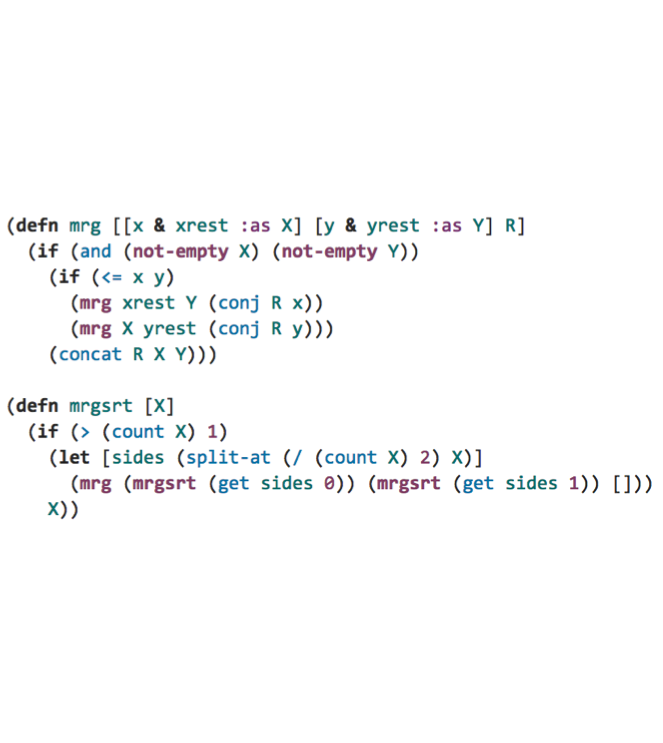 (defn mrg [[x & xrest :as X] [y & yrest :as Y] R]
  (if (and (not-empty X) (not-empty Y))
    (if (<= x y)
      (mrg xrest Y (conj R x))
      (mrg X yrest (conj R y)))
    (concat R X Y)))

(defn mrgsrt [X]
  (if (> (count X) 1)
    (let [sides (split-at (/ (count X) 2) X)]
      (mrg (mrgsrt (get sides 0)) (mrgsrt (get sides 1)) []))
    X))